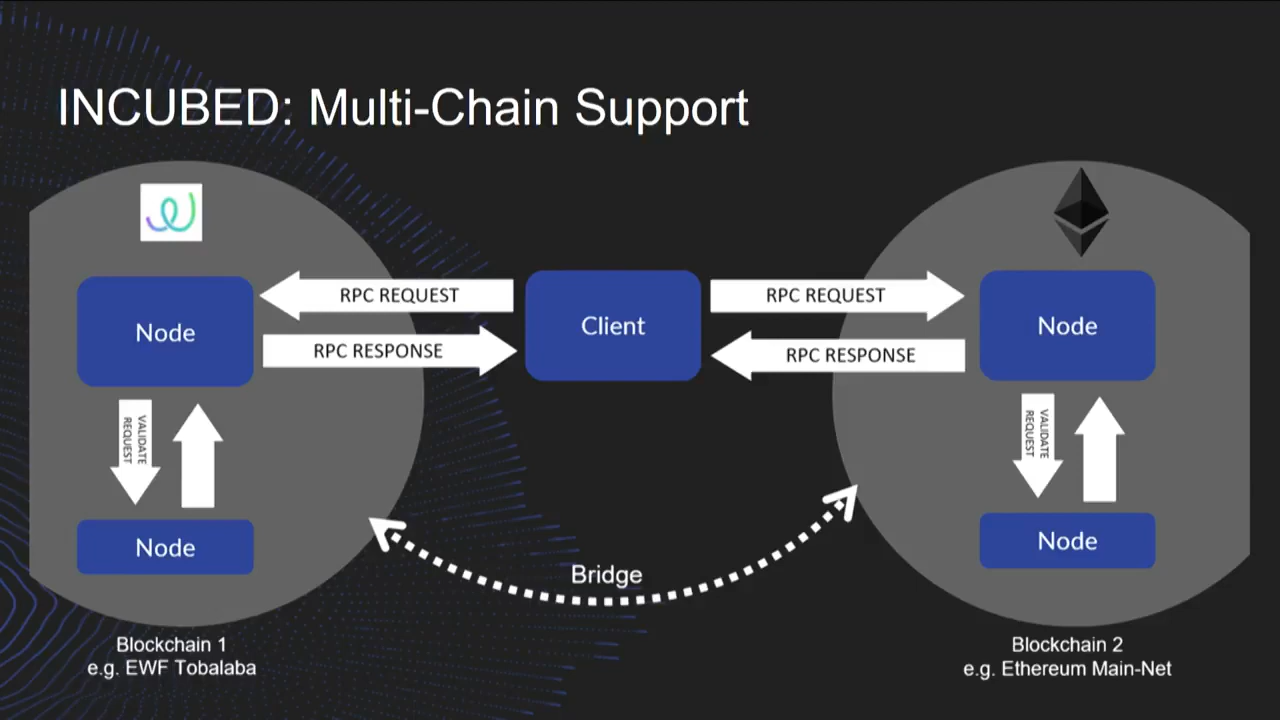 INCUBED: Multi-Chain Support
RPC REQUEST
RPC REQUEST
Node
Client
Node
RPC RESPONSE
RPC RESPONSE
VALIDATE
REQUEST
VALIDATE
REQUEST
Node
Node
Bridge
Blockchain 1
e.g. EWF Tobalaba
Blockchain 2
e.g. Ethereum Main-Net